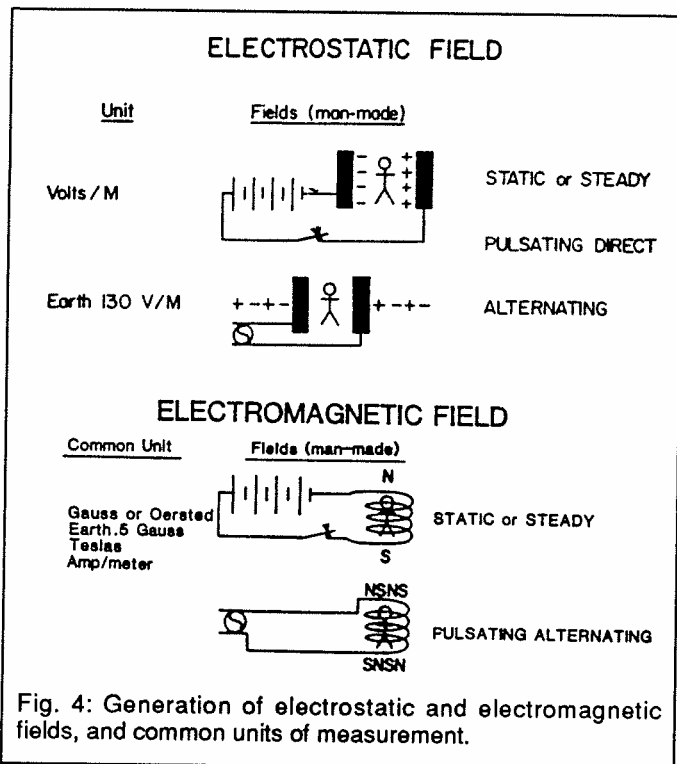 ELECTROSTATIC FIELD
Unit Fields (man-made)
Volts/M
- +
- +
- +
- +
STATIC or STEADY
PULSATING DIRECT
Earth 130 V/M + - + - + - + - ALTERNATING
ELECTROMAGNETIC FIELD
Common Unit Fields (man-made)
N
Gauss or Oersted
Earth.5 Gauss
Teslas
Amp/meter
STATIC or STEADY
S
NSNS
PULSATING ALTERNATING
SNSN
Fig. 4: Generation of electrostatic and electromagnetic
fields, and common units of measurement.